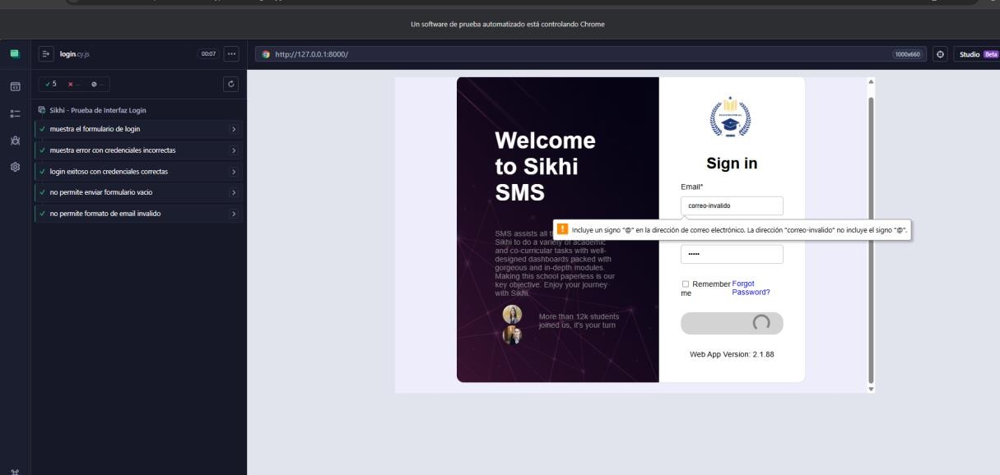 Un software de prueba automatizado está controlando Chrome
login.cy.js
00:07
http://127.0.0.1:8000/
1000x660
Studio Beta
5
--
--
Sikhi - Prueba de Interfaz Login
muestra el formulario de login
muestra error con credenciales incorrectas
login exitoso con credenciales correctas
no permite enviar formulario vacio
no permite formato de email invalido
Welcome
to Sikhi
SMS
SMS assists all t
Sikhi to do a variety of academic
and co-curricular tasks with well-
designed dashboards packed with
gorgeous and in-depth modules.
Making this school paperless is our
key objective. Enjoy your journey
with Sikhi.
More than 12k students
joined us, it's your turn
Sign in
Email*
correo-invalido
Incluye un signo "@" en la dirección de correo electrónico. La dirección "correo-invalido" no incluye el signo "@".
•••••
Remember me
Forgot Password?
Web App Version: 2.1.88